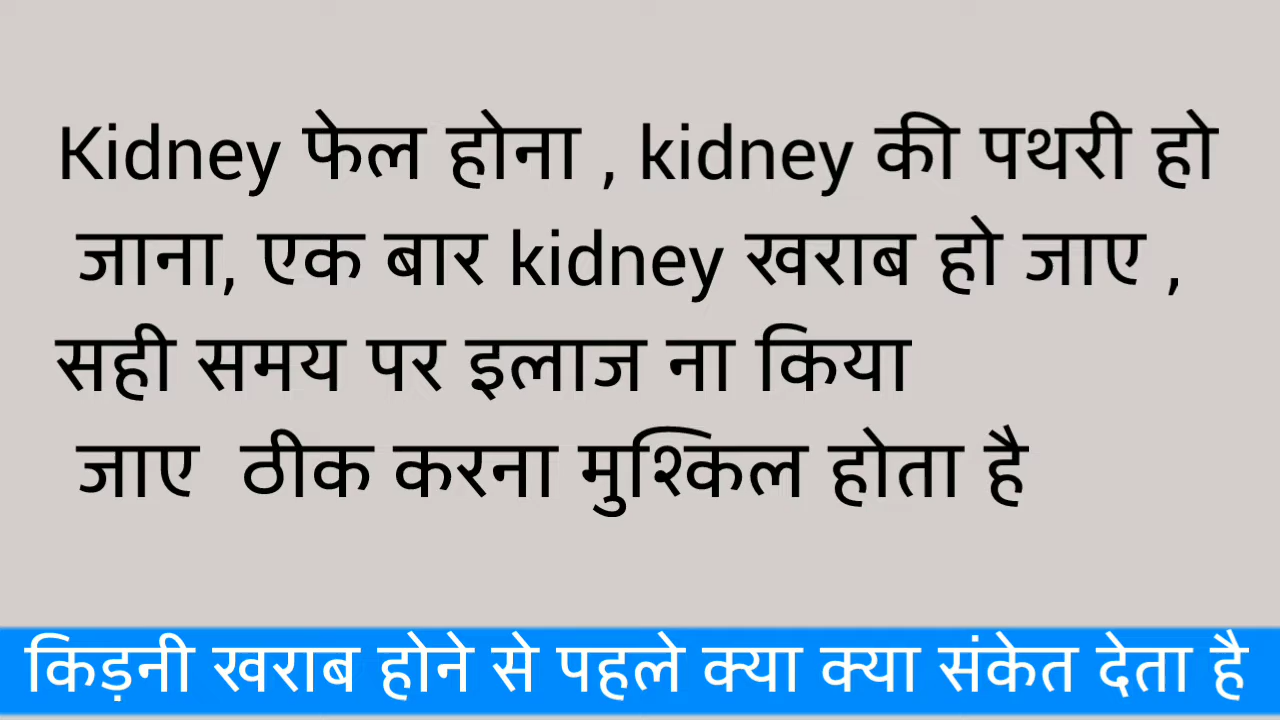 Kidney फेल होना , kidney की पथरी हो
जाना, एक बार kidney खराब हो जाए ,
सही समय पर इलाज ना किया
जाए ठीक करना मुश्किल होता है
किड़नी खराब होने से पहले क्या क्या संकेत देता है